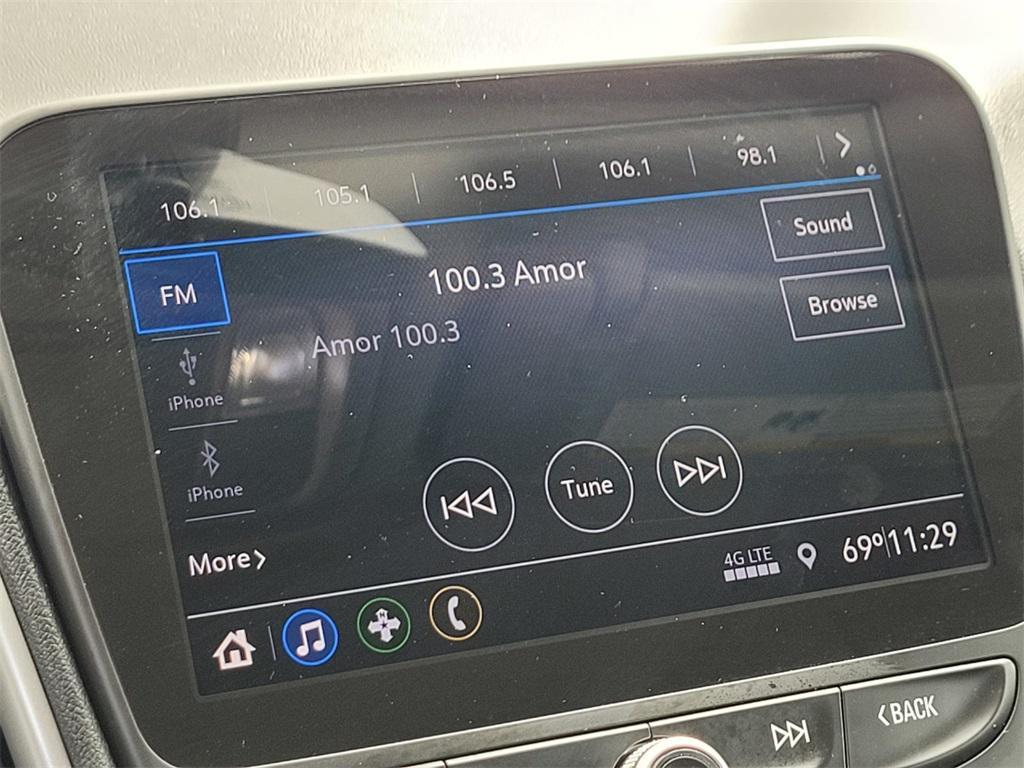 106.1 105.1 106.5 106.1 98.1
Sound
FM
100.3 Amor
Browse
Amor 100.3
iPhone
iPhone
Tune
More
4G LTE
69° 11:29
BACK